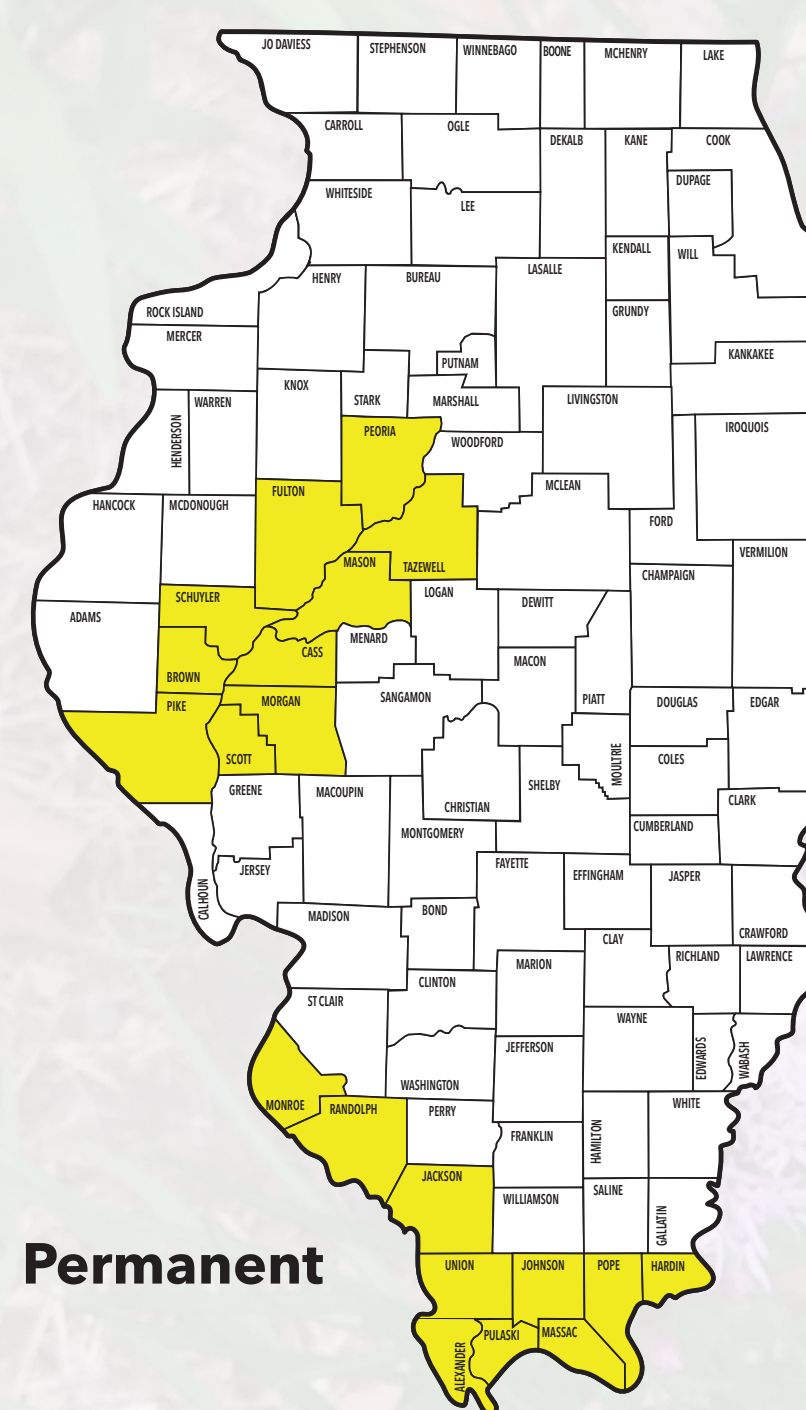 JO DAVIESS
STEPHENSON
WINNEBAGO
BOONE
MCHENRY
LAKE
CARROLL
OGLE
DEKALB
KANE
COOK
DUPAGE
WHITESIDE
LEE
KENDALL
WILL
HENRY
BUREAU
LASALLE
ROCK ISLAND
GRUNDY
MERCER
PUTNAM
KANKAKEE
KNOX
STARK
MARSHALL
LIVINGSTON
HENDERSON
WARREN
PEORIA
WOODFORD
IROQUOIS
HANCOCK
MCDONOUGH
FULTON
MCLEAN
FORD
MASON
TAZEWELL
VERMILION
CHAMPAIGN
SCHUYLER
LOGAN
DEWITT
ADAMS
MENARD
CASS
MACON
BROWN
PIKE
MORGAN
SANGAMON
PIATT
DOUGLAS
EDGAR
SCOTT
MOULTRIE
COLES
GREENE
MACOUPIN
CHRISTIAN
SHELBY
CLARK
MONTGOMERY
CUMBERLAND
JERSEY
FAYETTE
EFFINGHAM
JASPER
CALHOUN
MADISON
BOND
CRAWFORD
CLAY
RICHLAND
LAWRENCE
MARION
CLINTON
ST CLAIR
WAYNE
JEFFERSON
EDWARDS
WABASH
WASHINGTON
MONROE
RANDOLPH
PERRY
WHITE
FRANKLIN
HAMILTON
JACKSON
WILLIAMSON
SALINE
GALLATIN
Permanent
UNION
JOHNSON
POPE
HARDIN
ALEXANDER
PULASKI
MASSAC